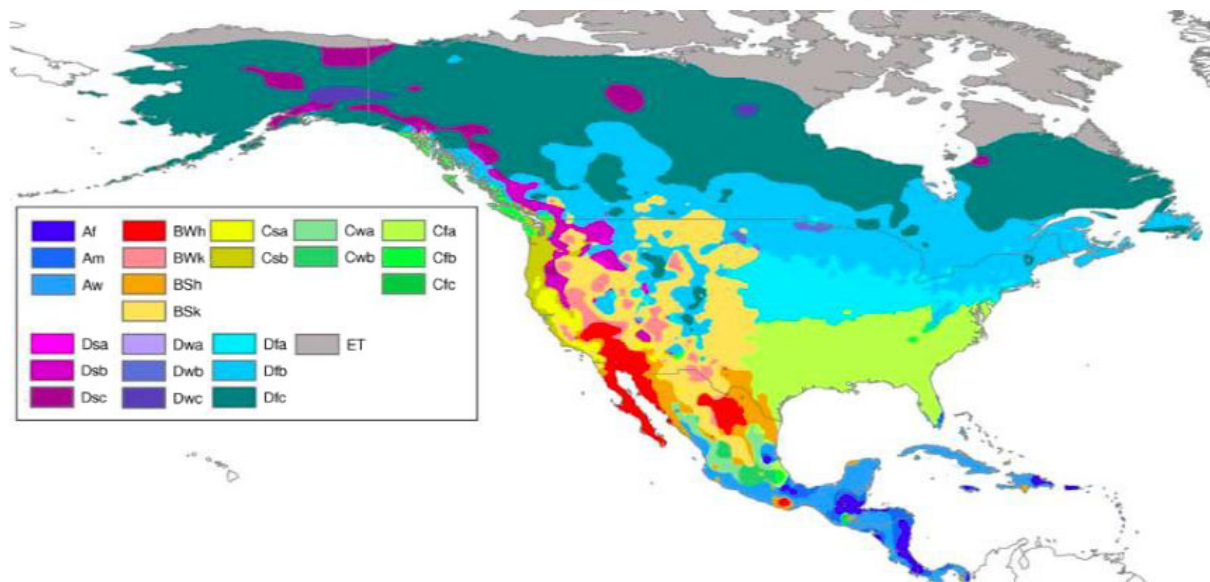 Af BWh Csa Cwa Cfa
Am BWk Csb Cwb Cfb
Aw BSh Cfc
BSk
Dsa Dwa Dfa ET
Dsb Dwb Dfb
Dsc Dwc Dfc